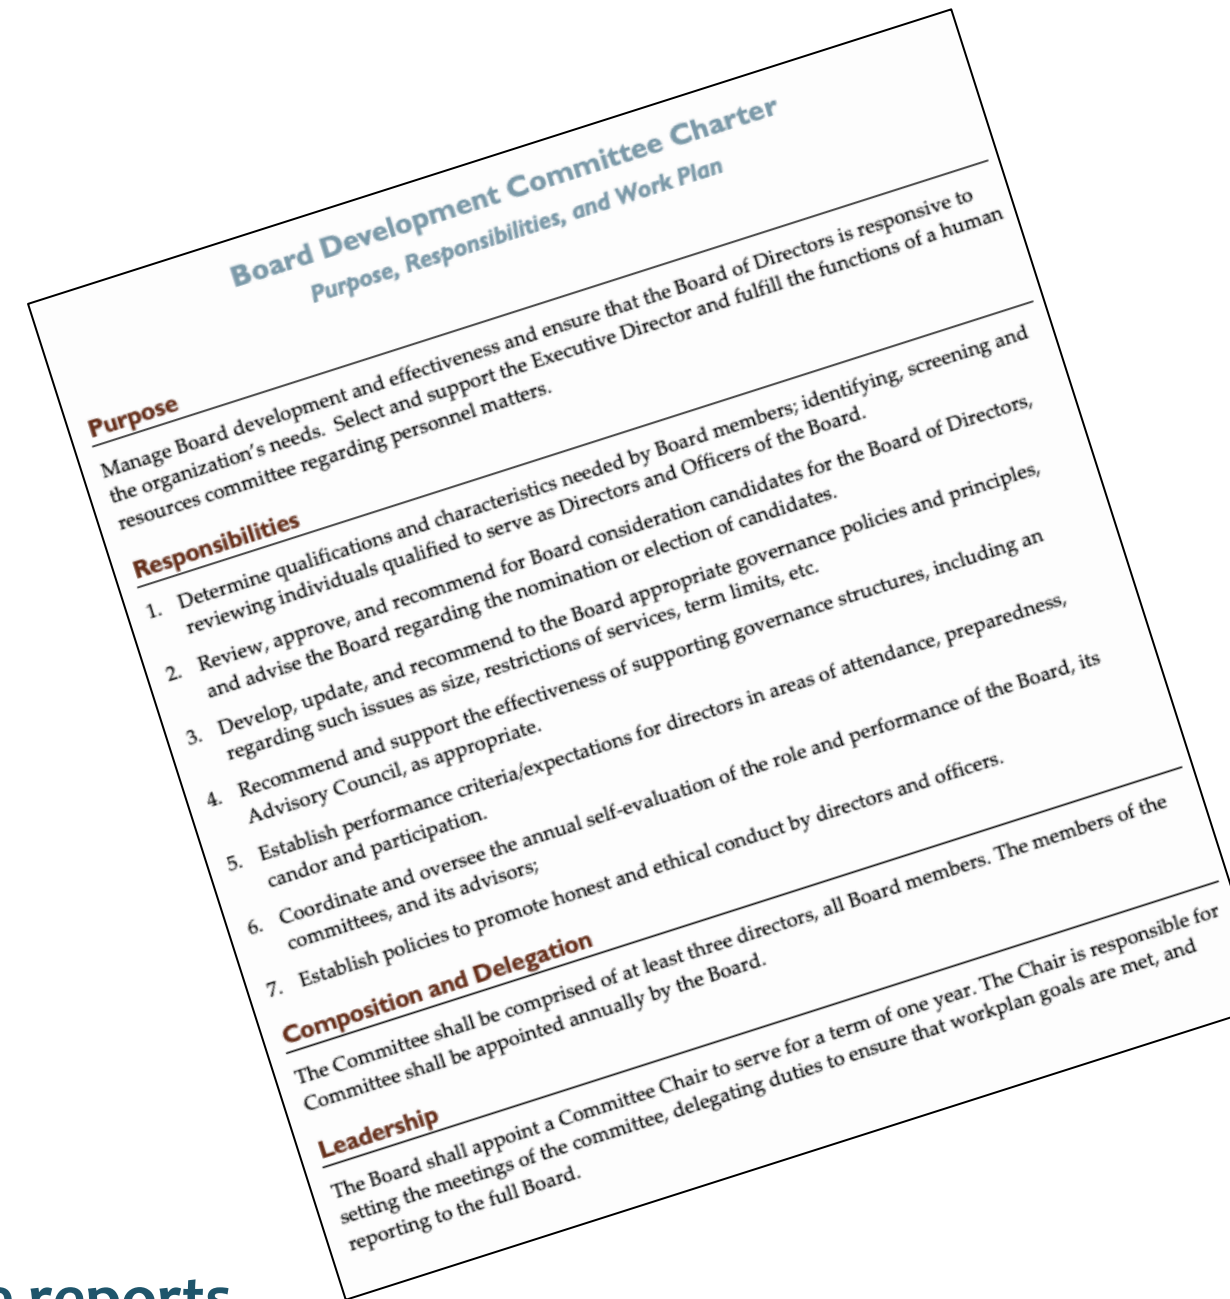 Board Development Committee Charter
Purpose, Responsibilities, and Work Plan
Purpose
Manage Board development and effectiveness and ensure that the Board of Directors is responsive to
the organization's needs.  Select and support the Executive Director and fulfill the functions of a human
resources committee regarding personnel matters.
Responsibilities
1. Determine qualifications and characteristics needed by Board members; identifying, screening and
reviewing individuals qualified to serve as Directors and Officers of the Board.
2. Review, approve, and recommend for Board consideration candidates for the Board of Directors,
and advise the Board regarding the nomination or election of candidates.
3. Develop, update, and recommend to the Board appropriate governance policies and principles,
regarding such issues as size, restrictions of services, term limits, etc.
4. Recommend and support the effectiveness of supporting governance structures, including an
Advisory Council, as appropriate.
5. Establish performance criteria/expectations for directors in areas of attendance, preparedness,
candor and participation.
6. Coordinate and oversee the annual self-evaluation of the role and performance of the Board, its
committees, and its advisors;
7. Establish policies to promote honest and ethical conduct by directors and officers.
Composition and Delegation
The Committee shall be comprised of at least three directors, all Board members. The members of the
Committee shall be appointed annually by the Board.
Leadership
The Board shall appoint a Committee Chair to serve for a term of one year. The Chair is responsible for
setting the meetings of the committee, delegating duties to ensure that workplan goals are met, and
reporting to the full Board.
reports